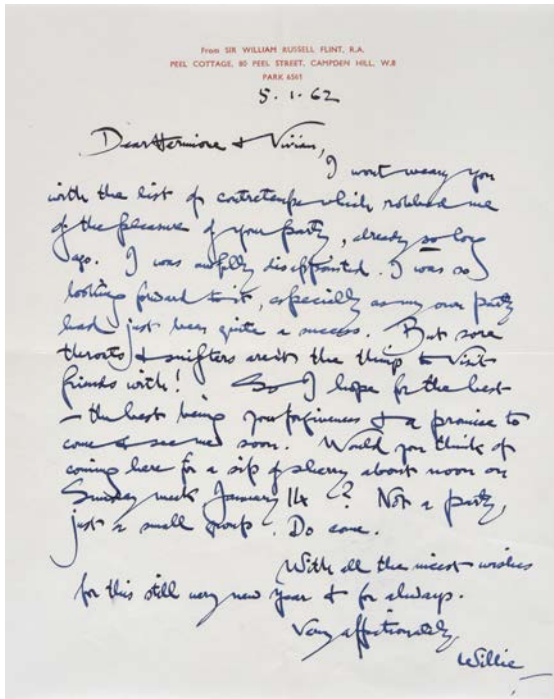 From SIR WILLIAM RUSSELL FLINT, R.A.
PEEL COTTAGE, 80 PEEL STREET, CAMPDEN HILL, W.8
PARK 6561
5.1.62
Dear Hermione & Vivian,
I wont weary you
with the list of contretemps which robbed me
of the pleasure of your party, already so long
ago. I was awfully disappointed. I was so
looking forward to it, especially as my own party
had just been quite a success. But sore
throats & snifters aren't the thing to visit
friends with! So I hope for the best
– the best being your forgiveness & a promise to
come & see me soon. Would you think of
coming here for a sip of sherry about noon on
Sunday week January 14? Not a party,
just a small group. Do come.
With all the nicest wishes
for this still very new year & for always.
Very affectionately,
Willie